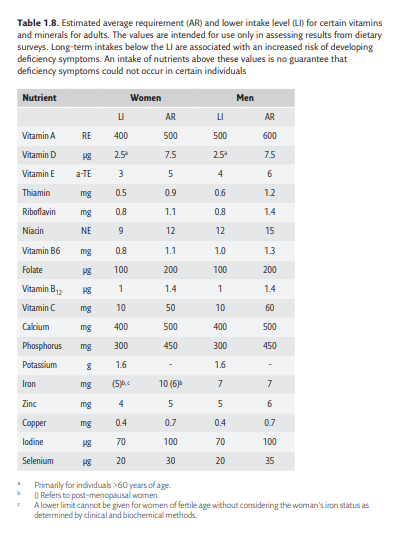 Table 1.8. Estimated average requirement (AR) and lower intake level (LI) for certain vitamins
and minerals for adults. The values are intended for use only in assessing results from dietary
surveys. Long-term intakes below the LI are associated with an increased risk of developing
deficiency symptoms. An intake of nutrients above these values is no guarantee that
deficiency symptoms could not occur in certain individuals
Nutrient Women Men
LI AR LI AR
Vitamin A RE 400 500 500 600
Vitamin D µg 2.5ᵃ 7.5 2.5ᵃ 7.5
Vitamin E a-TE 3 5 4 6
Thiamin mg 0.5 0.9 0.6 1.2
Riboflavin mg 0.8 1.1 0.8 1.4
Niacin NE 9 12 12 15
Vitamin B6 mg 0.8 1.1 1.0 1.3
Folate µg 100 200 100 200
Vitamin B₁₂ µg 1 1.4 1 1.4
Vitamin C mg 10 50 10 60
Calcium mg 400 500 400 500
Phosphorus mg 300 450 300 450
Potassium g 1.6 - 1.6 -
Iron mg (5)ᵇ,ᶜ 10 (6)ᵇ 7 7
Zinc mg 4 5 5 6
Copper mg 0.4 0.7 0.4 0.7
Iodine µg 70 100 70 100
Selenium µg 20 30 20 35
a Primarily for individuals >60 years of age.
b () Refers to post-menopausal women.
c A lower limit cannot be given for women of fertile age without considering the woman's iron status as
determined by clinical and biochemical methods.